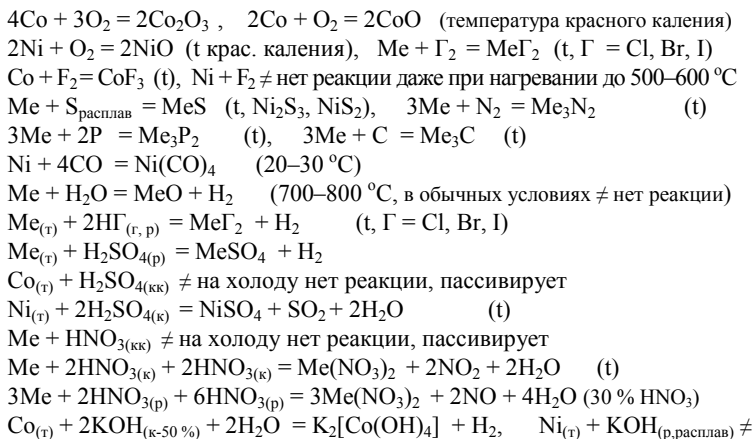 4Co + 3O₂ = 2Co₂O₃ , 2Co + O₂ = 2CoO (температура красного каления)
2Ni + O₂ = 2NiO (t крас. каления), Me + Г₂ = MeГ₂ (t, Г = Cl, Br, I)
Co + F₂ = CoF₃ (t), Ni + F₂ ≠ нет реакции даже при нагревании до 500–600 °C
Me + Sрасплав = MeS (t, Ni₂S₃, NiS₂), 3Me + N₂ = Me₃N₂ (t)
3Me + 2P = Me₃P₂ (t), 3Me + C = Me₃C (t)
Ni + 4CO = Ni(CO)₄ (20–30 °C)
Me + H₂O = MeO + H₂ (700–800 °C, в обычных условиях ≠ нет реакции)
Me(т) + 2HГ(г, р) = MeГ₂ + H₂ (t, Г = Cl, Br, I)
Me(т) + H₂SO₄(р) = MeSO₄ + H₂
Co(т) + H₂SO₄(кк) ≠ на холоду нет реакции, пассивирует
Ni(т) + 2H₂SO₄(к) = NiSO₄ + SO₂ + 2H₂O (t)
Me + HNO₃(кк) ≠ на холоду нет реакции, пассивирует
Me + 2HNO₃(к) + 2HNO₃(к) = Me(NO₃)₂ + 2NO₂ + 2H₂O (t)
3Me + 2HNO₃(р) + 6HNO₃(р) = 3Me(NO₃)₂ + 2NO + 4H₂O (30 % HNO₃)
Co(т) + 2KOH(к-50 %) + 2H₂O = K₂[Co(OH)₄] + H₂, Ni(т) + KOH(р,расплав) ≠